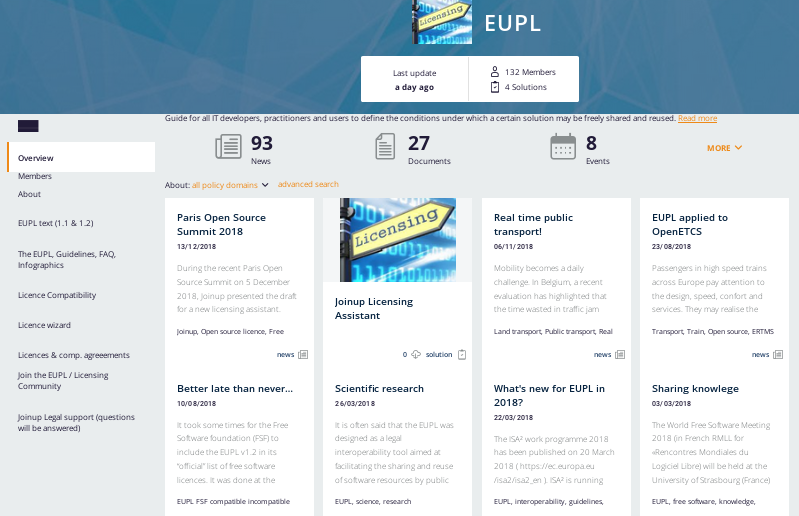 Licensing
EUPL
Last update
a day ago
132 Members
4 Solutions
Guide for all IT developers, practitioners and users to define the conditions under which a certain solution may be freely shared and reused. Read more
93
News
27
Documents
8
Events
MORE
Overview
Members
About
EUPL text (1.1 & 1.2)
The EUPL, Guidelines, FAQ,
Infographics
Licence Compatibility
Licence wizard
Licences & comp. agreeements
Join the EUPL / Licensing
Community
Joinup Legal support (questions
will be answered)
About: all policy domains advanced search
Paris Open Source
Summit 2018
13/12/2018
During the recent Paris Open
Source Summit on 5 December
2018, Joinup presented the draft
for a new licensing assistant.
Joinup, Open source licence, Free
news
Licensing
Joinup Licensing
Assistant
0 solution
Real time public
transport!
06/11/2018
Mobility becomes a daily
challenge. In Belgium, a recent
evaluation has highlighted that
the time wasted in traffic jam
Land transport, Public transport, Real
news
EUPL applied to
OpenETCS
23/08/2018
Passengers in high speed trains
across Europe pay attention to
the design, speed, confort and
services. They may realise the
Transport, Train, Open source, ERTMS
news
Better late than never...
10/08/2018
It took some times for the Free
Software foundation (FSF) to
include the EUPL v1.2 in its
"official" list of free software
licences. It was done at the
EUPL FSF compatible incompatible
Scientific research
26/03/2018
It is often said that the EUPL was
designed as a legal
interoperability tool aimed at
facilitating the sharing and reuse
of software resources by public
EUPL, science, research
What's new for EUPL in
2018?
22/03/2018
The ISA² work programme 2018
has been published on 20 March
2018 ( https://ec.europa.eu
/isa2/isa2_en ). ISA² is running
EUPL, interoperability, guidelines,
Sharing knowlege
03/03/2018
The World Free Software Meeting
2018 (in French RMLL for
«Rencontres Mondiales du
Logiciel Libre) will be held at the
University of Strasbourg (France)
EUPL, free software, knowledge,